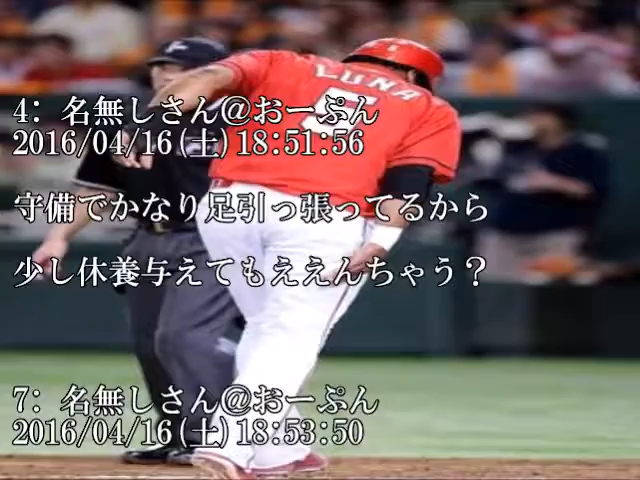 LUNA
5
4: 名無しさん@おーぷん
2016/04/16(土)18:51:56
守備でかなり足引っ張ってるから
少し休養与えてもええんちゃう？
7: 名無しさん@おーぷん
2016/04/16(土)18:53:50